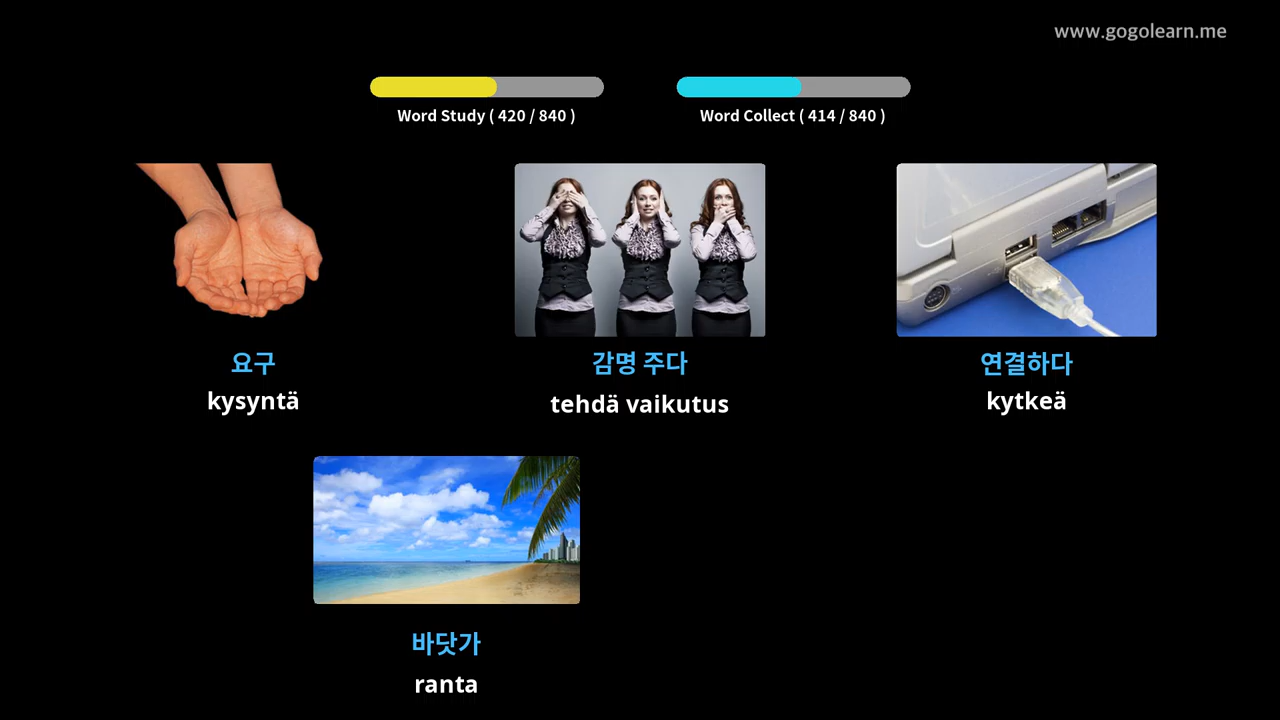 www.gogolearn.me
Word Study ( 420 / 840 )
Word Collect ( 414 / 840 )
요구
kysyntä
감명 주다
tehdä vaikutus
연결하다
kytkeä
바닷가
ranta